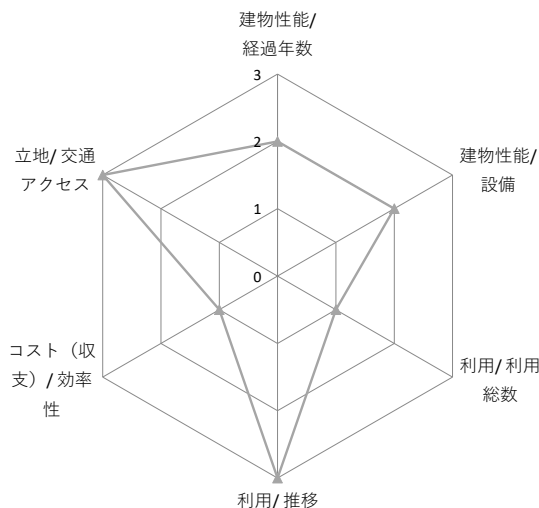 建物性能/
経過年数
3
立地/ 交通
アクセス
2
建物性能/
設備
1
0
コスト（収
支）/ 効率
性
利用/ 利用
総数
利用/ 推移